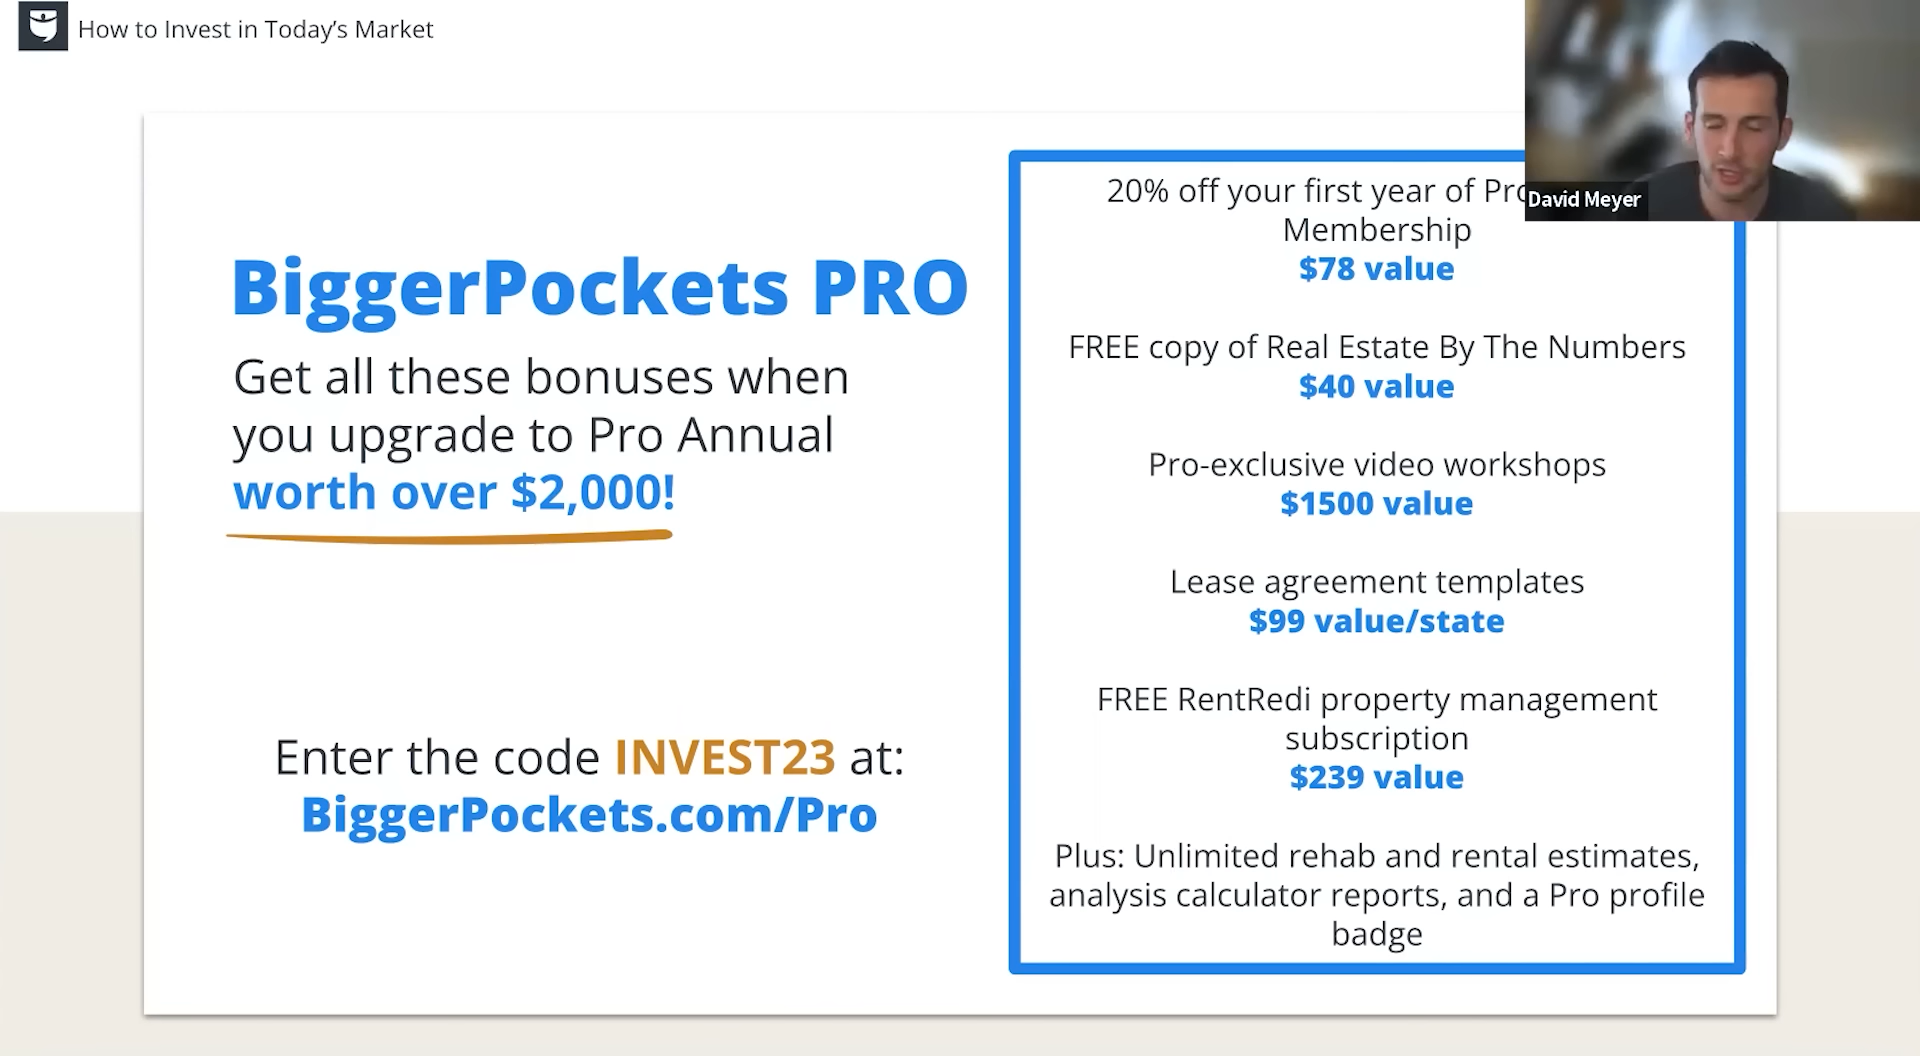 How to Invest in Today's Market
David Meyer
BiggerPockets PRO
Get all these bonuses when
you upgrade to Pro Annual
worth over $2,000!
Enter the code INVEST23 at:
BiggerPockets.com/Pro
20% off your first year of Pro
Membership
$78 value
FREE copy of Real Estate By The Numbers
$40 value
Pro-exclusive video workshops
$1500 value
Lease agreement templates
$99 value/state
FREE RentRedi property management
subscription
$239 value
Plus: Unlimited rehab and rental estimates,
analysis calculator reports, and a Pro profile
badge